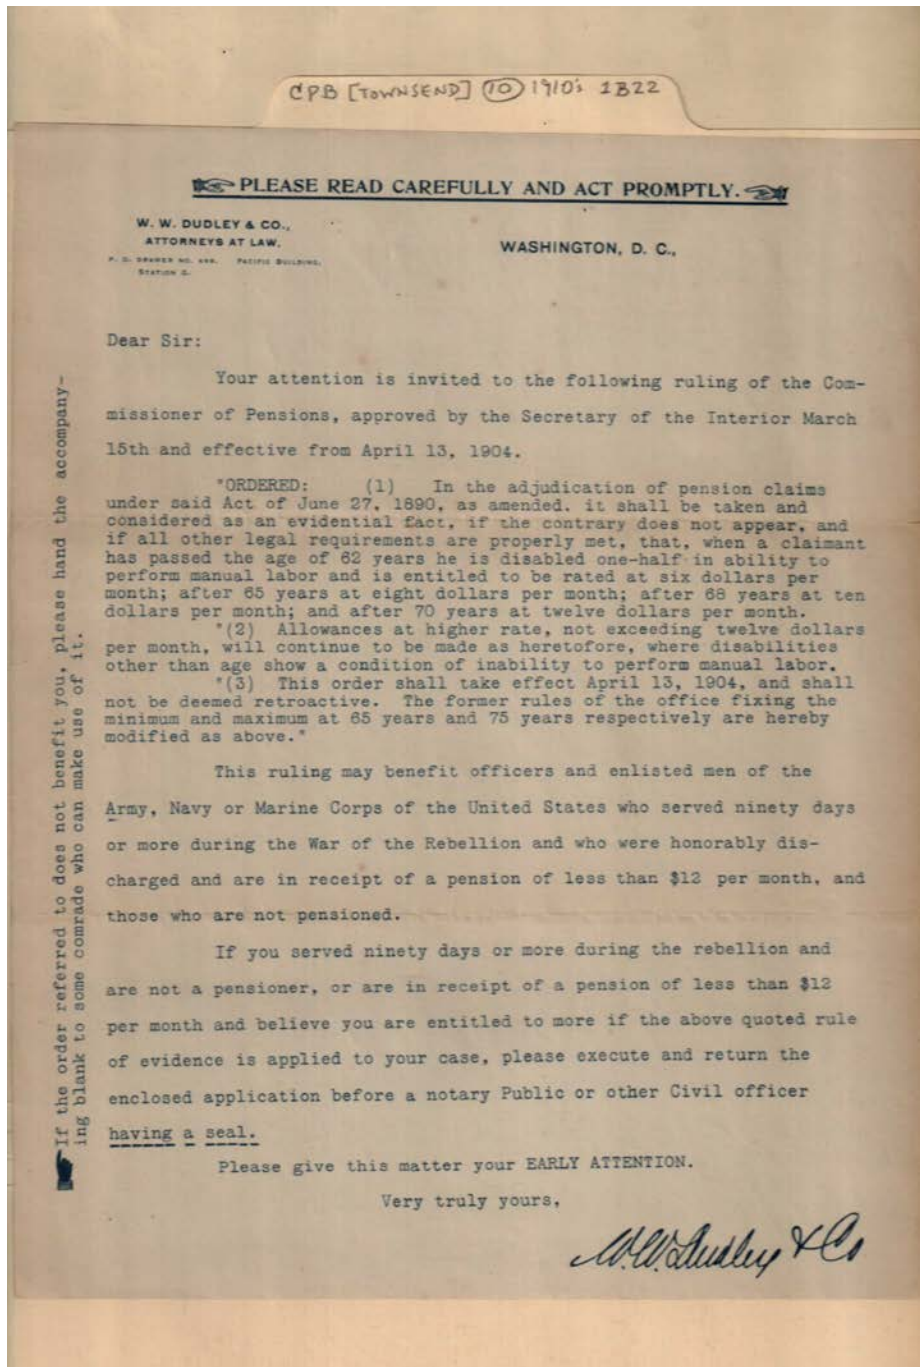 CPB [TOWNSEND] 10 1910's 1B22
PLEASE READ CAREFULLY AND ACT PROMPTLY.
W. W. DUDLEY & CO.,
ATTORNEYS AT LAW.
P. O. DRAWER NO. PACIFIC BUILDING.
STATION G.
WASHINGTON, D. C.,
Dear Sir:
Your attention is invited to the following ruling of the Com-
missioner of Pensions, approved by the Secretary of the Interior March
15th and effective from April 13, 1904.
"ORDERED: (1) In the adjudication of pension claims
under said Act of June 27, 1890, as amended. it shall be taken and
considered as an evidential fact, if the contrary does not appear, and
if all other legal requirements are properly met, that, when a claimant
has passed the age of 62 years he is disabled one-half in ability to
perform manual labor and is entitled to be rated at six dollars per
month; after 65 years at eight dollars per month; after 68 years at ten
dollars per month; and after 70 years at twelve dollars per month.
"(2) Allowances at higher rate, not exceeding twelve dollars
per month, will continue to be made as heretofore, where disabilities
other than age show a condition of inability to perform manual labor.
"(3) This order shall take effect April 13, 1904, and shall
not be deemed retroactive. The former rules of the office fixing the
minimum and maximum at 65 years and 75 years respectively are hereby
modified as above."
This ruling may benefit officers and enlisted men of the
Army, Navy or Marine Corps of the United States who served ninety days
or more during the War of the Rebellion and who were honorably dis-
charged and are in receipt of a pension of less than $12 per month, and
those who are not pensioned.
If you served ninety days or more during the rebellion and
are not a pensioner, or are in receipt of a pension of less than $12
per month and believe you are entitled to more if the above quoted rule
of evidence is applied to your case, please execute and return the
enclosed application before a notary Public or other Civil officer
having a seal.
Please give this matter your EARLY ATTENTION.
Very truly yours,
W.W. Dudley & Co
If the order referred to does not benefit you, please hand the accompany-
ing blank to some comrade who can make use of it.